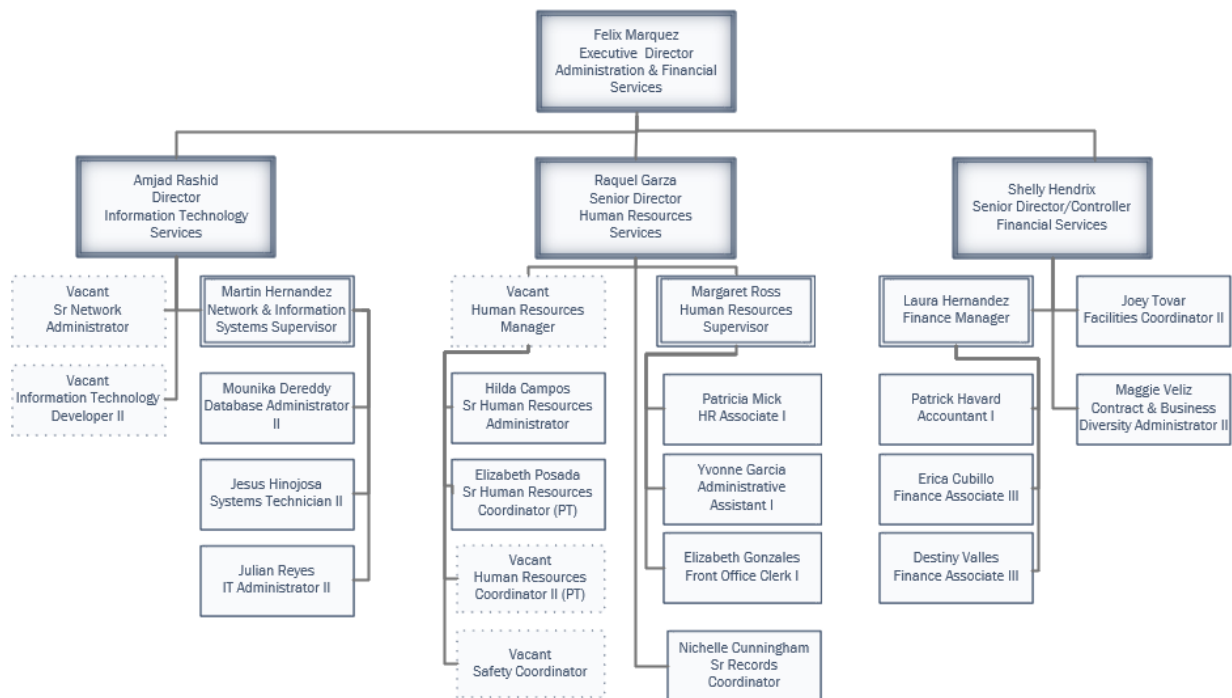 Felix Marquez
Executive Director
Administration & Financial
Services
Amjad Rashid
Director
Information Technology
Services
Raquel Garza
Senior Director
Human Resources
Services
Shelly Hendrix
Senior Director/Controller
Financial Services
Vacant
Sr Network
Administrator
Martin Hernandez
Network & Information
Systems Supervisor
Vacant
Information Technology
Developer II
Mounika Dereddy
Database Administrator
II
Jesus Hinojosa
Systems Technician II
Julian Reyes
IT Administrator II
Vacant
Human Resources
Manager
Margaret Ross
Human Resources
Supervisor
Hilda Campos
Sr Human Resources
Administrator
Elizabeth Posada
Sr Human Resources
Coordinator (PT)
Vacant
Human Resources
Coordinator II (PT)
Vacant
Safety Coordinator
Patricia Mick
HR Associate I
Yvonne Garcia
Administrative
Assistant I
Elizabeth Gonzales
Front Office Clerk I
Nichelle Cunningham
Sr Records
Coordinator
Laura Hernandez
Finance Manager
Joey Tovar
Facilities Coordinator II
Patrick Havard
Accountant I
Maggie Veliz
Contract & Business
Diversity Administrator II
Erica Cubillo
Finance Associate III
Destiny Valles
Finance Associate III